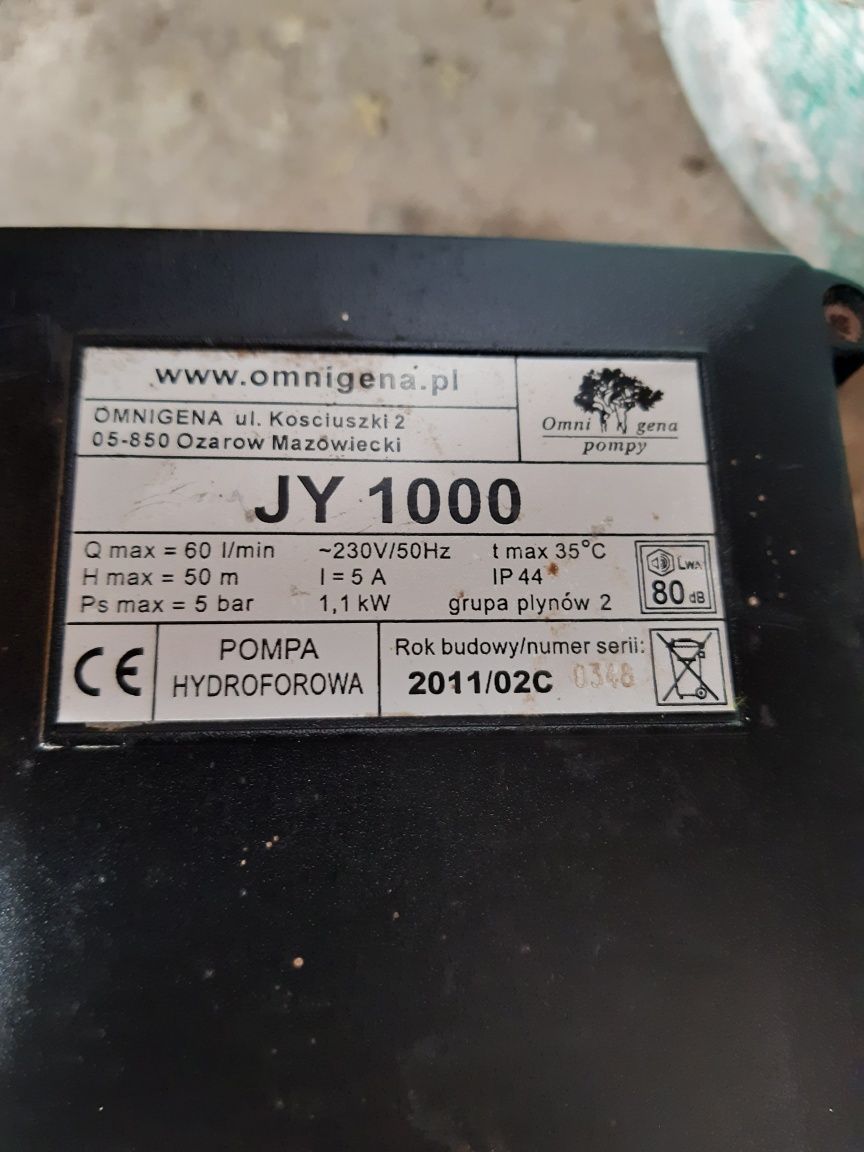 www.omnigena.pl
OMNIGENA ul. Kosciuszki 2
05-850 Ozarow Mazowiecki
Omni gena
pompy
JY 1000
Q max = 60 l/min ~230V/50Hz t max 35°C
H max = 50 m I = 5 A IP 44
Ps max = 5 bar 1,1 kW grupa plynów 2
LWA
80 dB
CE
POMPA
HYDROFOROWA
Rok budowy/numer serii:
2011/02C 0348